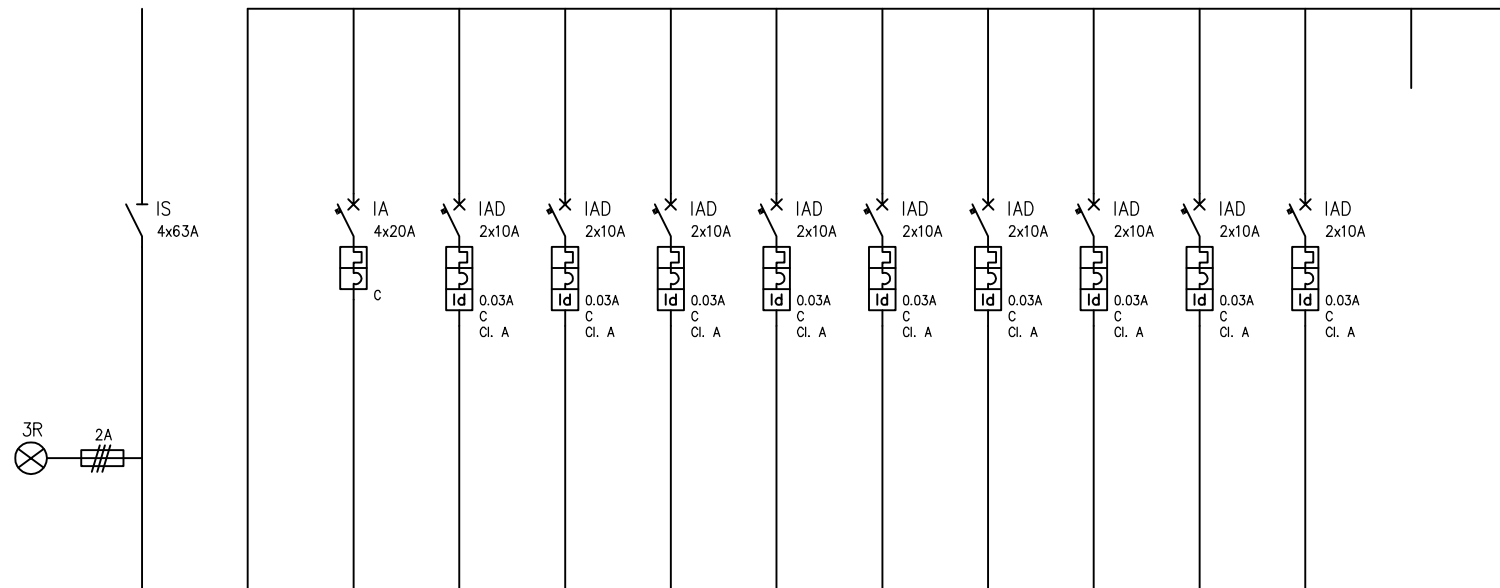 IS
4x63A
3R
2A
IA
4x20A
C
IAD
2x10A
Id
0.03A
C
Cl. A
IAD
2x10A
Id
0.03A
C
Cl. A
IAD
2x10A
Id
0.03A
C
Cl. A
IAD
2x10A
Id
0.03A
C
Cl. A
IAD
2x10A
Id
0.03A
C
Cl. A
IAD
2x10A
Id
0.03A
C
Cl. A
IAD
2x10A
Id
0.03A
C
Cl. A
IAD
2x10A
Id
0.03A
C
Cl. A
IAD
2x10A
Id
0.03A
C
Cl. A